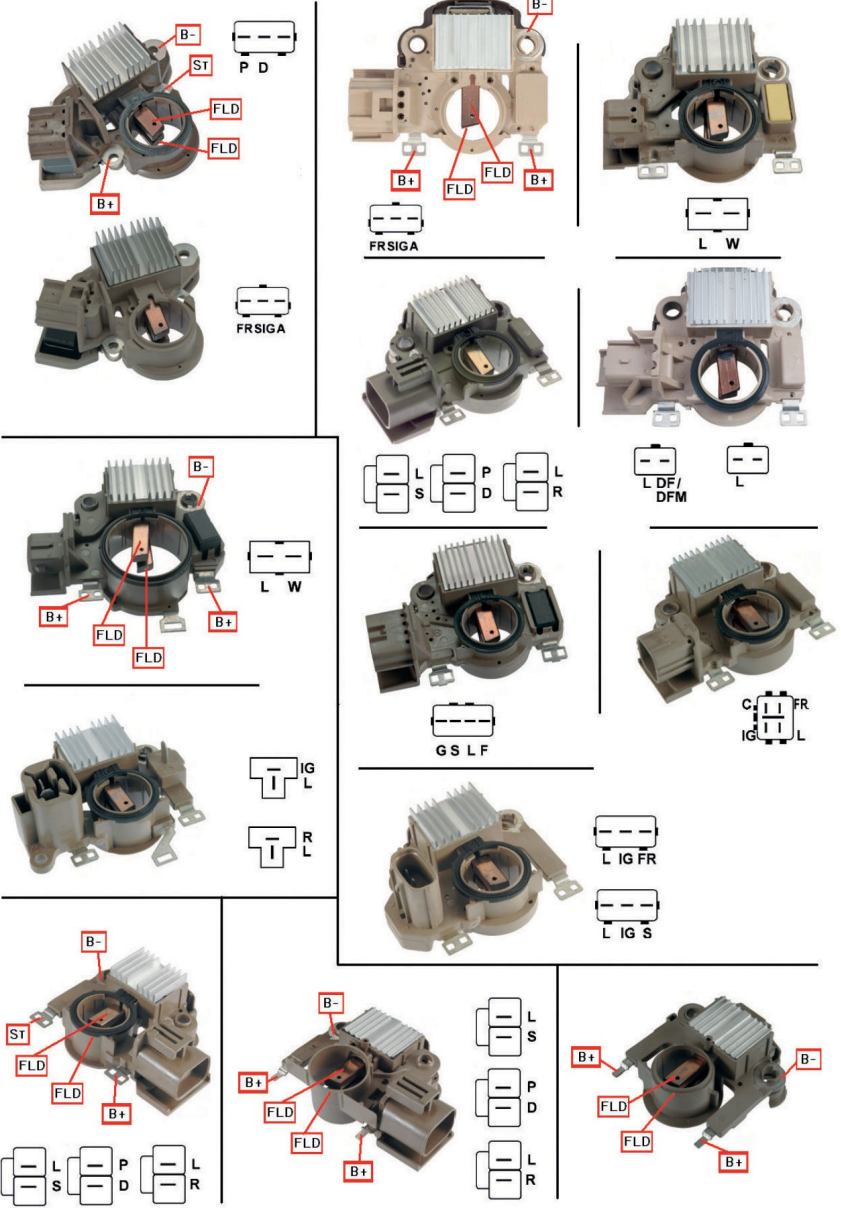 B-
P D
ST
FLD
FLD
B+
FRSIGA
B-
B+
FLD
FLD
B+
FRSIGA
L W
L
S
P
D
L
R
L DF/
DFM
L
B-
L W
B+
FLD
FLD
B+
IG
L
R
L
G S L F
C
FR
IG
L
L IG FR
L IG S
B-
ST
FLD
FLD
B+
L
S
P
D
L
R
B-
B+
FLD
FLD
B+
L
S
P
D
L
R
B+
B-
FLD
FLD
B+